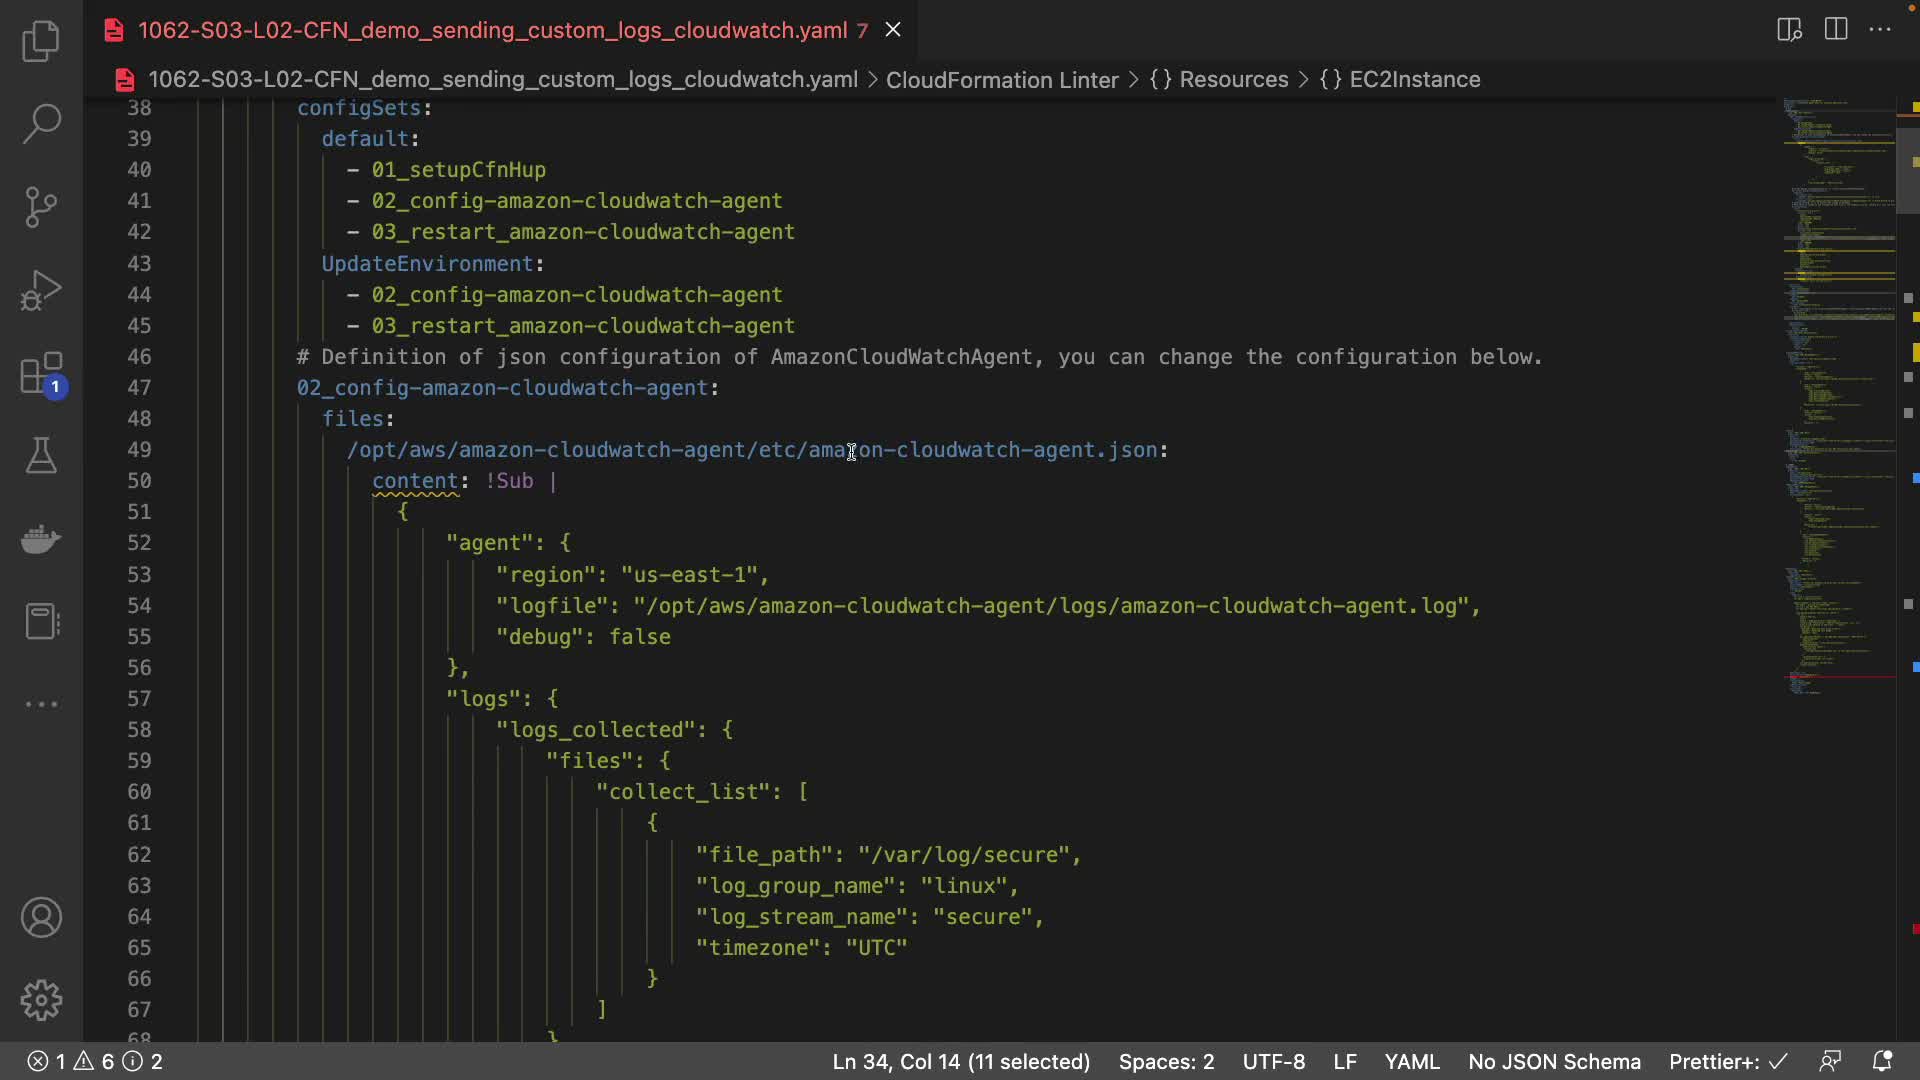 1062-S03-L02-CFN_demo_sending_custom_logs_cloudwatch.yaml 7
1062-S03-L02-CFN_demo_sending_custom_logs_cloudwatch.yaml > CloudFormation Linter > {} Resources > {} EC2Instance
38 configSets:
39 default:
40 - 01_setupCfnHup
41 - 02_config-amazon-cloudwatch-agent
42 - 03_restart_amazon-cloudwatch-agent
43 UpdateEnvironment:
44 - 02_config-amazon-cloudwatch-agent
45 - 03_restart_amazon-cloudwatch-agent
46 # Definition of json configuration of AmazonCloudWatchAgent, you can change the configuration below.
47 02_config-amazon-cloudwatch-agent:
48 files:
49 /opt/aws/amazon-cloudwatch-agent/etc/amazon-cloudwatch-agent.json:
50 content: !Sub |
51 {
52 "agent": {
53 "region": "us-east-1",
54 "logfile": "/opt/aws/amazon-cloudwatch-agent/logs/amazon-cloudwatch-agent.log",
55 "debug": false
56 },
57 "logs": {
58 "logs_collected": {
59 "files": {
60 "collect_list": [
61 {
62 "file_path": "/var/log/secure",
63 "log_group_name": "linux",
64 "log_stream_name": "secure",
65 "timezone": "UTC"
66 }
67 ]
68 }
1
1 6 2 Ln 34, Col 14 (11 selected) Spaces: 2 UTF-8 LF YAML No JSON Schema Prettier+: ✓